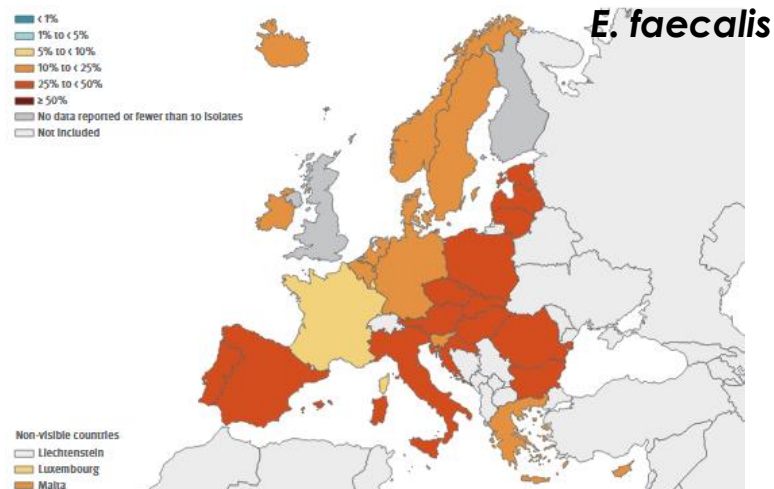 E. faecalis
< 1%
1% to < 5%
5% to < 10%
10% to < 25%
25% to < 50%
≥ 50%
No data reported or fewer than 10 isolates
Not included
Non-visible countries
Liechtenstein
Luxembourg
Malta